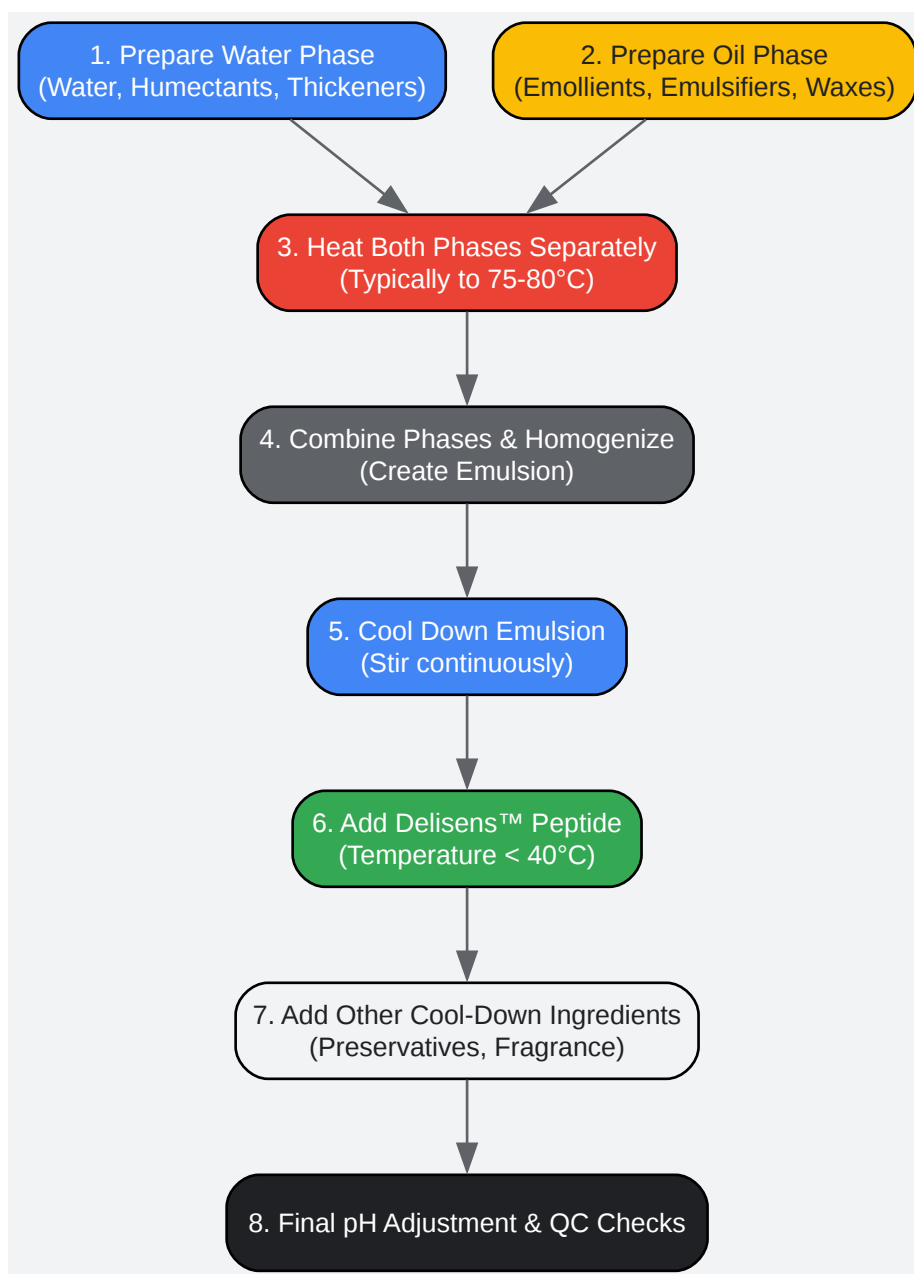 1. Prepare Water Phase
(Water, Humectants, Thickeners)
2. Prepare Oil Phase
(Emollients, Emulsifiers, Waxes)
3. Heat Both Phases Separately
(Typically to 75-80°C)
4. Combine Phases & Homogenize
(Create Emulsion)
5. Cool Down Emulsion
(Stir continuously)
6. Add Delisens™ Peptide
(Temperature < 40°C)
7. Add Other Cool-Down Ingredients
(Preservatives, Fragrance)
8. Final pH Adjustment & QC Checks